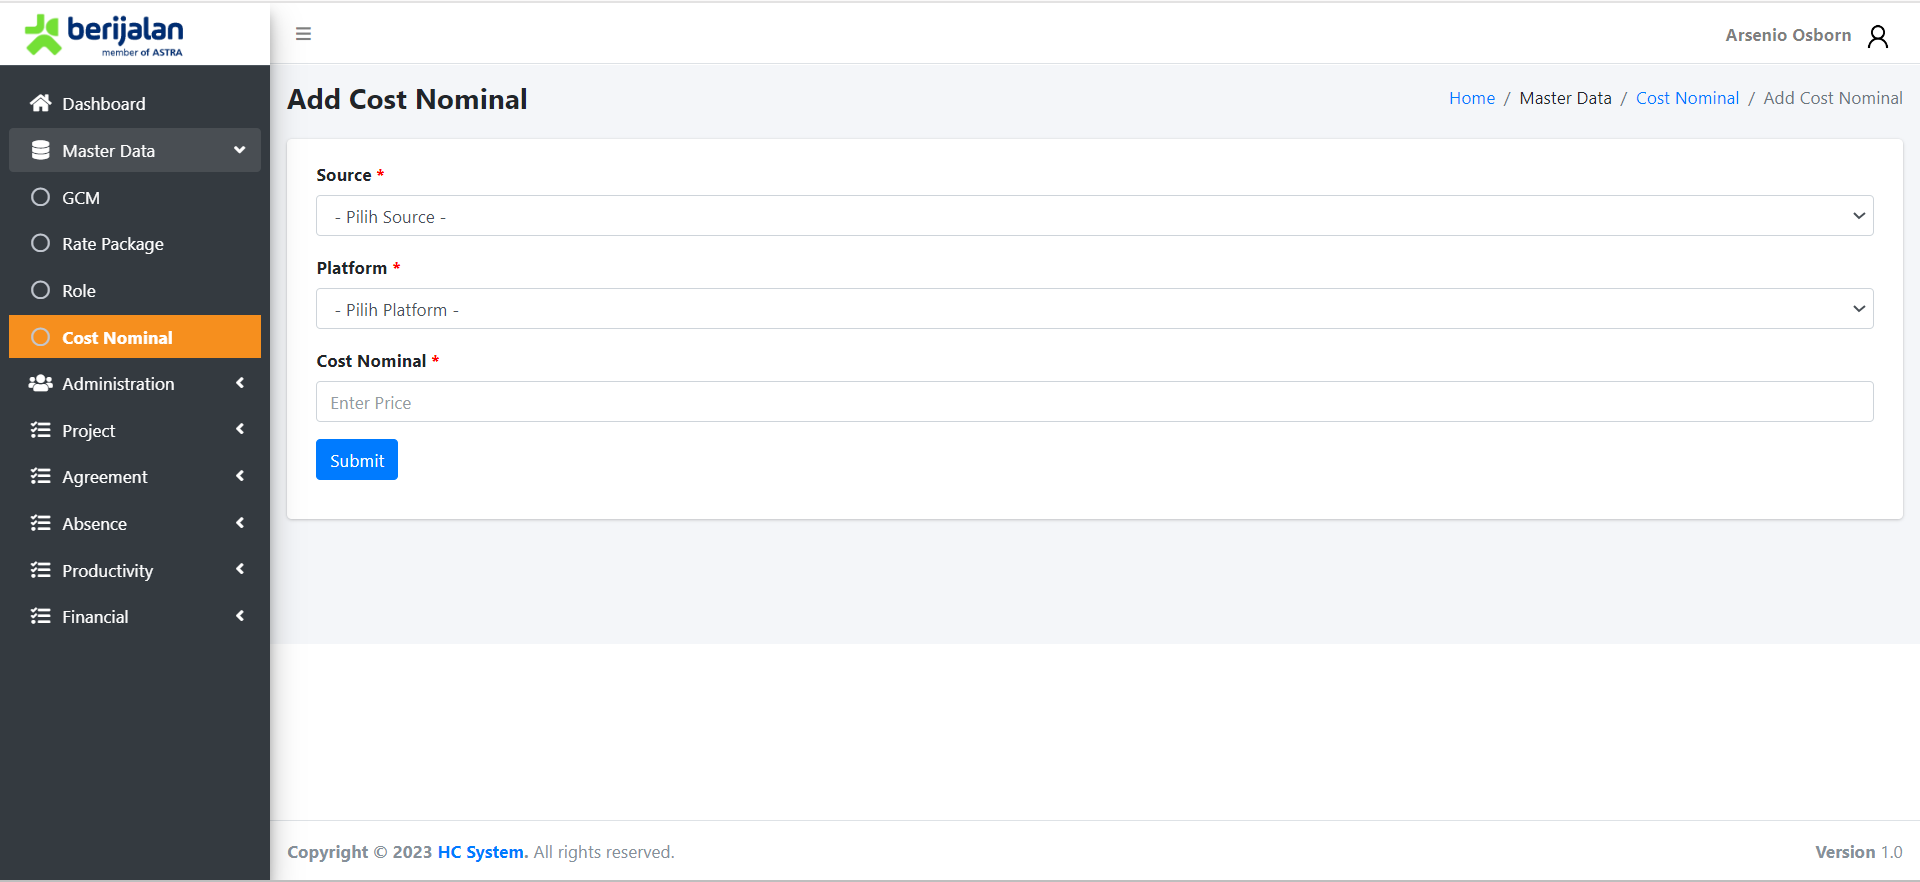 berijalan
member of ASTRA
Arsenio Osborn
Dashboard
Master Data
GCM
Rate Package
Role
Cost Nominal
Administration
Project
Agreement
Absence
Productivity
Financial
Add Cost Nominal
Home / Master Data / Cost Nominal / Add Cost Nominal
Source *
- Pilih Source -
Platform *
- Pilih Platform -
Cost Nominal *
Enter Price
Submit
Copyright © 2023 HC System. All rights reserved.
Version 1.0